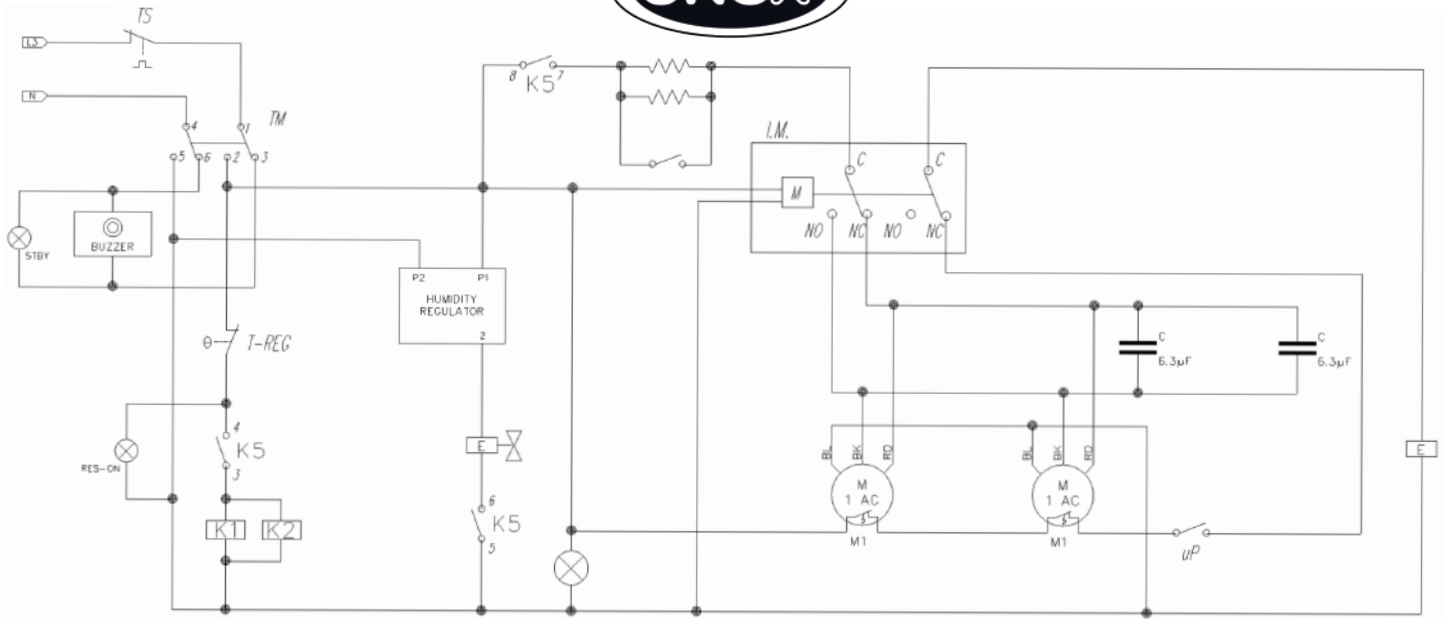 TS
L3
8 K5 7
N
4 1 TM
I.M.
5 6 2 3
C C
M
NO NC NO NC
BUZZER
STBY
P2 P1
HUMIDITY
REGULATOR
2
θ T-REG
C
6.3µF
C
6.3µF
4
K5
3
RES-ON
E
E
BL BK RD
BL BK RD
M
1 AC
M
1 AC
6
K5
5
K1 K2
M1 M1
uP